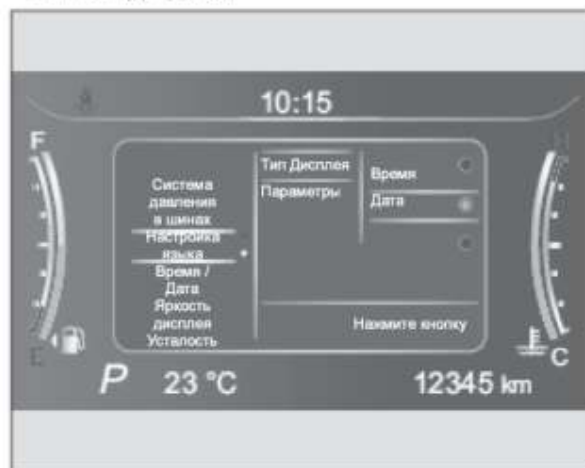 10:15
F
H
Система
давления
в шинах
Настройка
языка
Время /
Дата
Яркость
дисплея
Усталость
Тип Дисплея
Параметры
Время
Дата
Нажмите кнопку
E
C
P
23 °C
12345 km